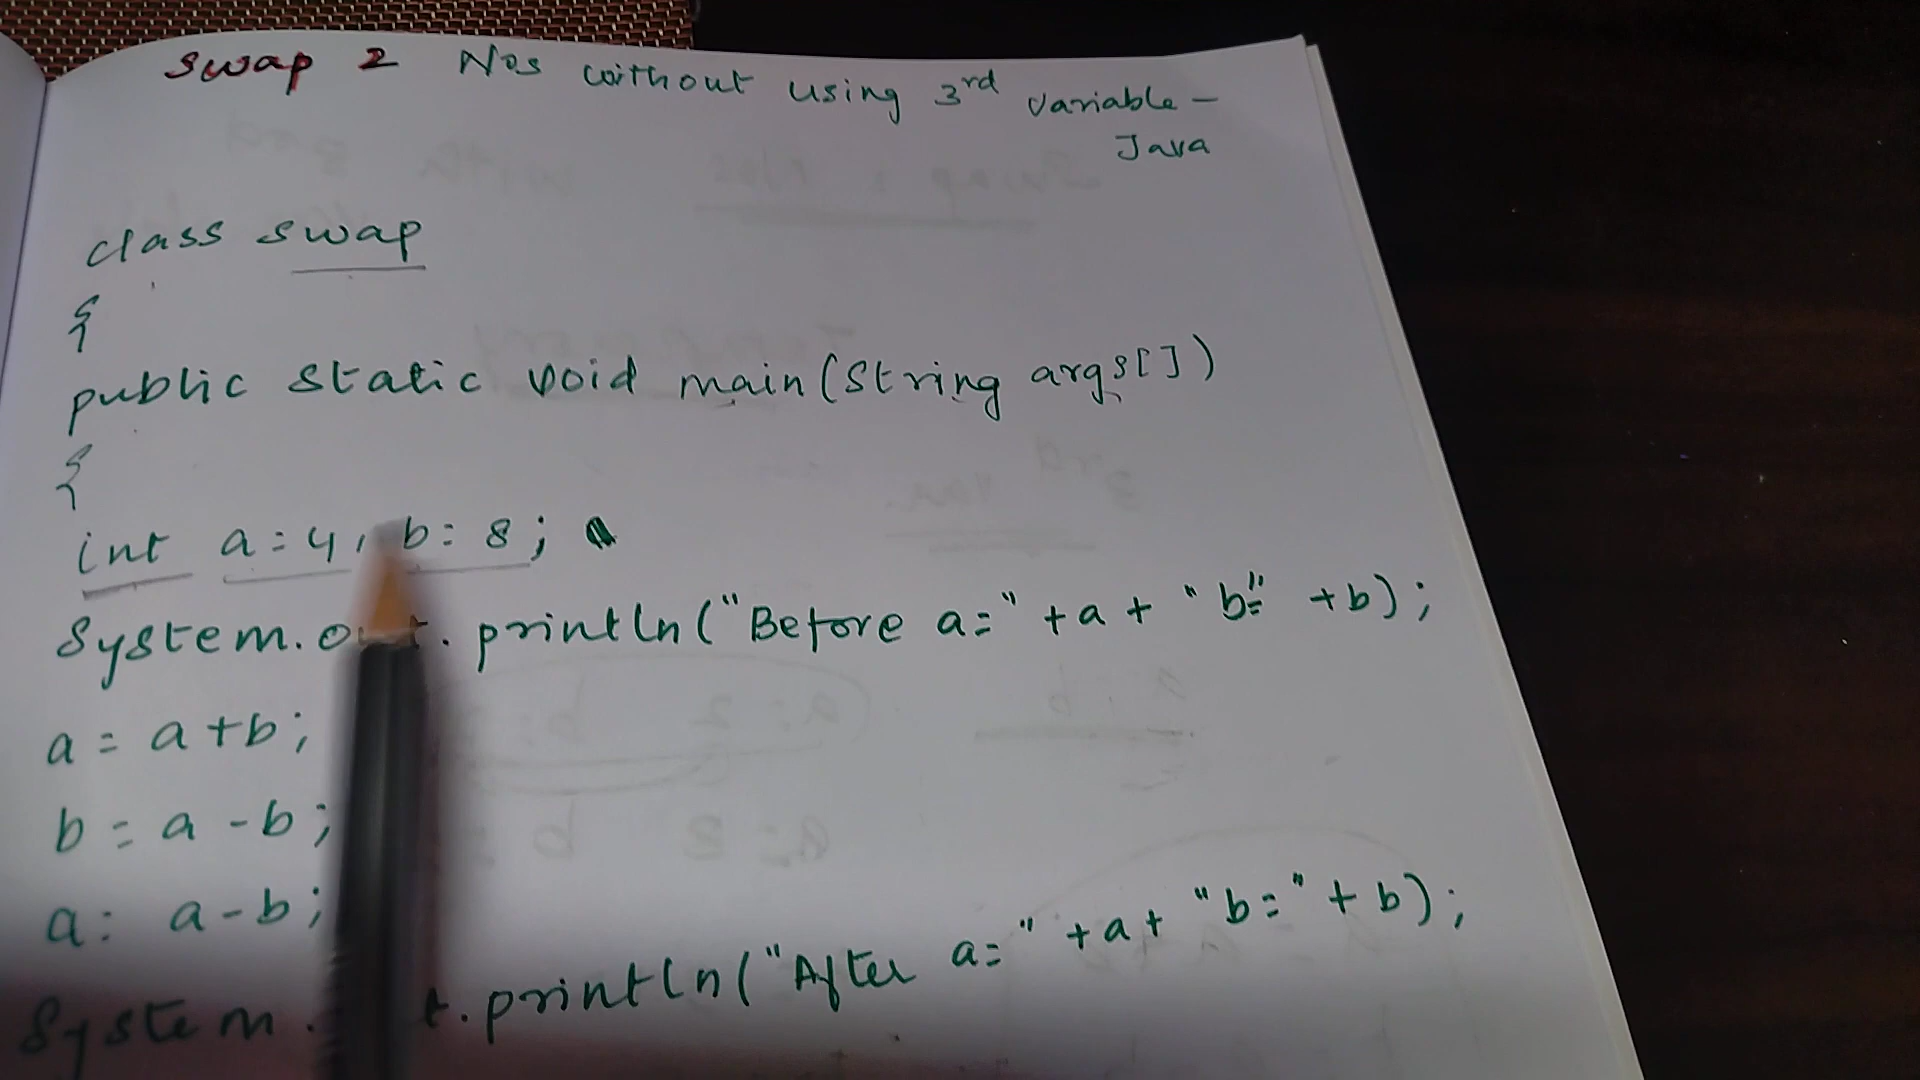 Swap 2 Nos without using 3rd variable -
Java
class swap
{
public static void main(String args[])
{
int a=4, b=8;
System.out.println("Before a=" +a+ "b=" +b);
a=a+b;
b=a-b;
a=a-b;
System. t.println("After a=" +a+ "b=" +b);